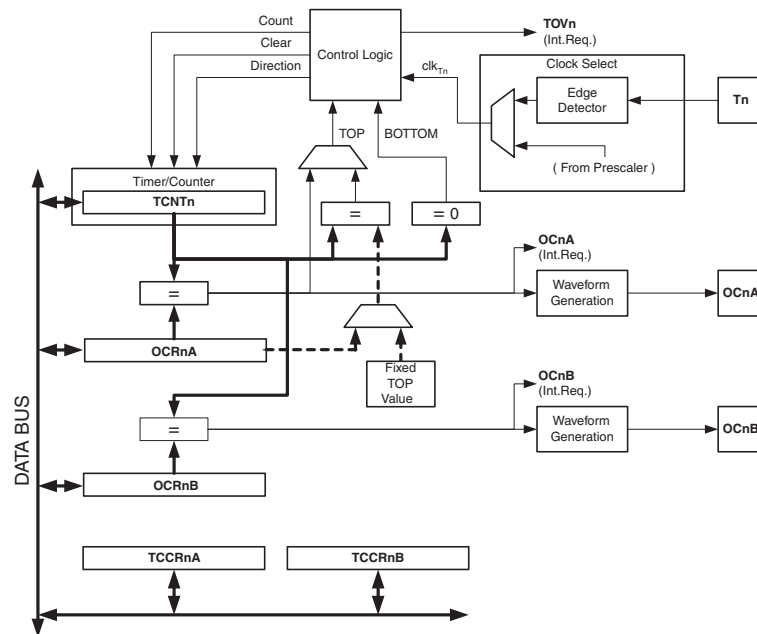 Count
Clear
Direction
Control Logic
TOVn
(Int.Req.)
clkTn
Clock Select
Edge
Detector
Tn
( From Prescaler )
TOP
BOTTOM
Timer/Counter
TCNTn
=
= 0
OCnA
(Int.Req.)
=
Waveform
Generation
OCnA
OCRnA
Fixed
TOP
Value
OCnB
(Int.Req.)
=
Waveform
Generation
OCnB
OCRnB
DATA BUS
TCCRnA
TCCRnB